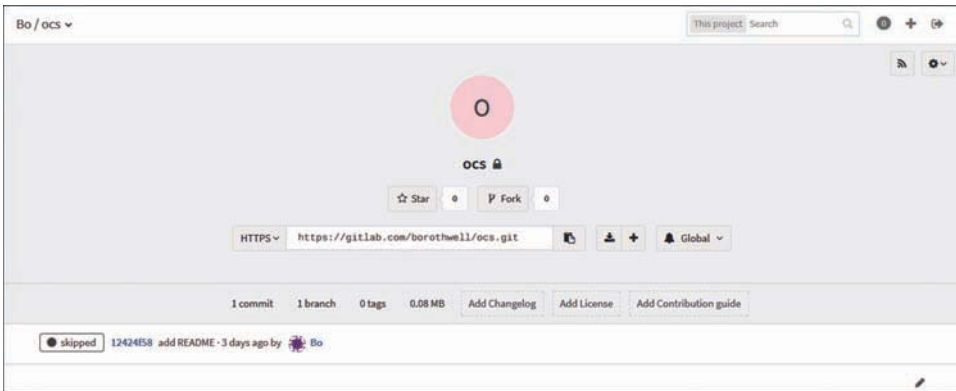 Bo / ocs
This project Search
0
O
ocs
Star 0 Fork 0
HTTPS https://gitlab.com/borothwell/ocs.git Global
1 commit 1 branch 0 tags 0.08 MB Add Changelog Add License Add Contribution guide
skipped 12424f58 add README · 3 days ago by Bo